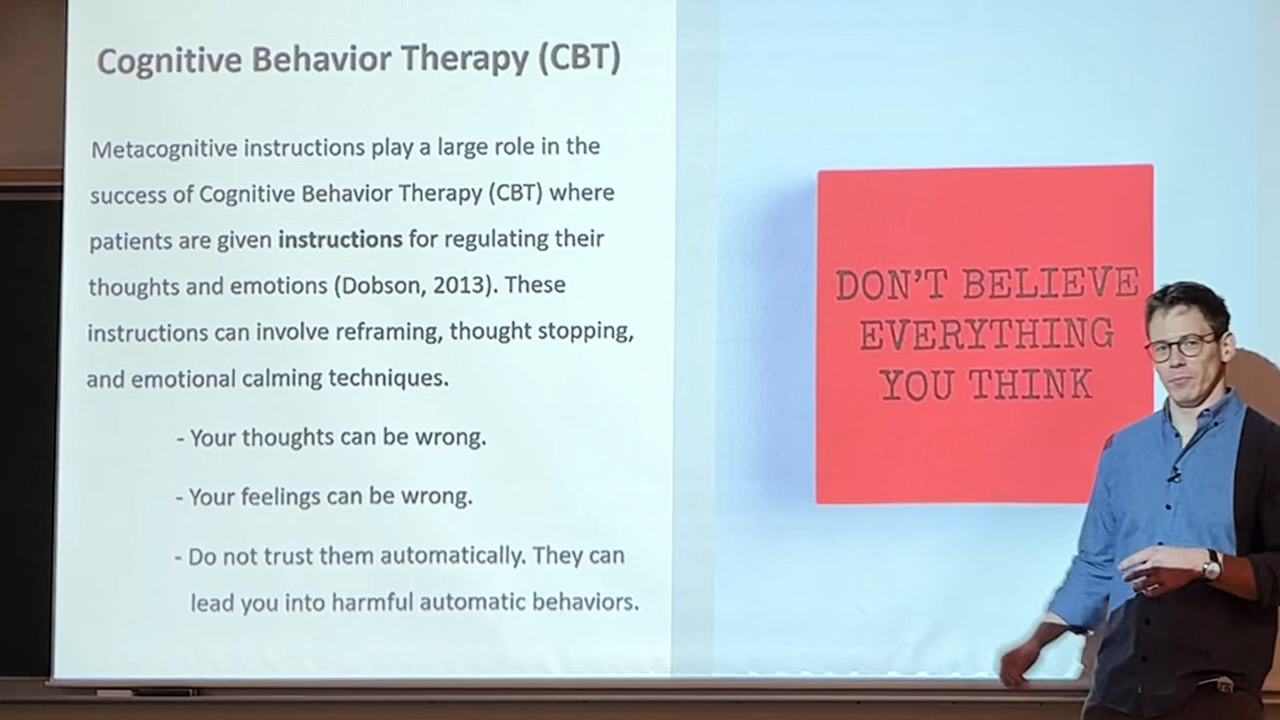 Cognitive Behavior Therapy (CBT)
Metacognitive instructions play a large role in the
success of Cognitive Behavior Therapy (CBT) where
patients are given instructions for regulating their
thoughts and emotions (Dobson, 2013). These
instructions can involve reframing, thought stopping,
and emotional calming techniques.
- Your thoughts can be wrong.
- Your feelings can be wrong.
- Do not trust them automatically. They can
lead you into harmful automatic behaviors.
DON'T BELIEVE
EVERYTHING
YOU THINK